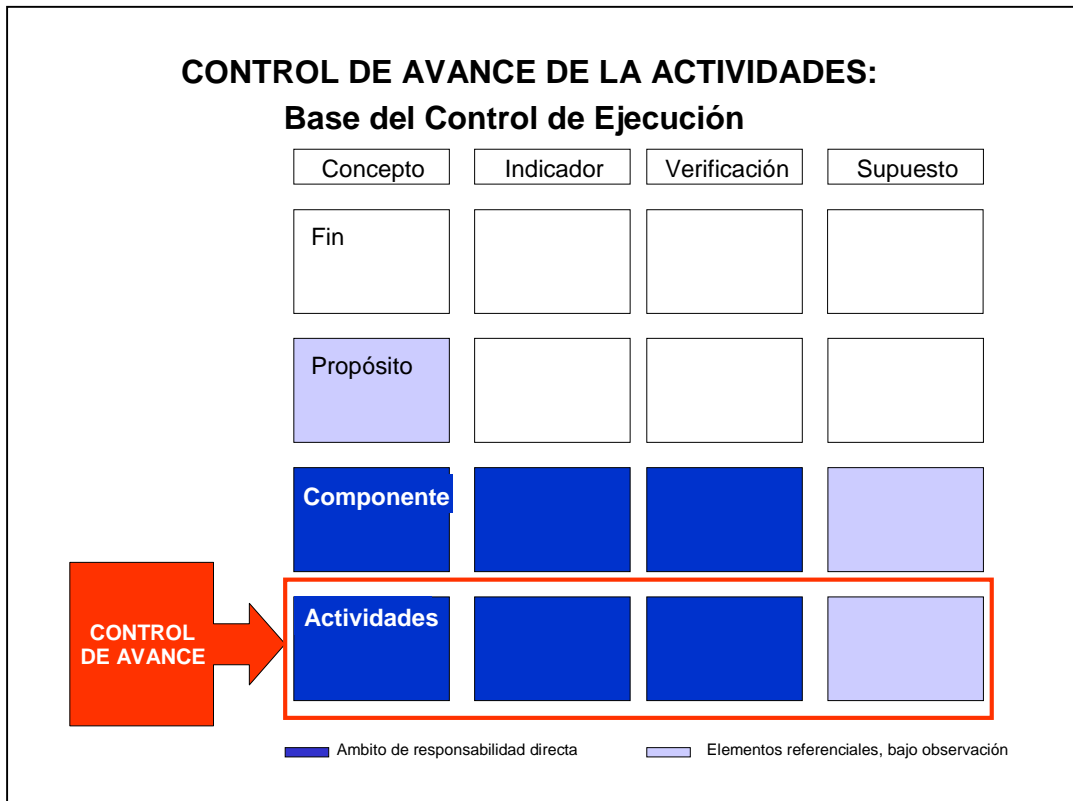 CONTROL DE AVANCE DE LA ACTIVIDADES:
Base del Control de Ejecución
Concepto Indicador Verificación Supuesto
Fin
Propósito
Componente
Actividades
CONTROL
DE AVANCE
Ambito de responsabilidad directa
Elementos referenciales, bajo observación